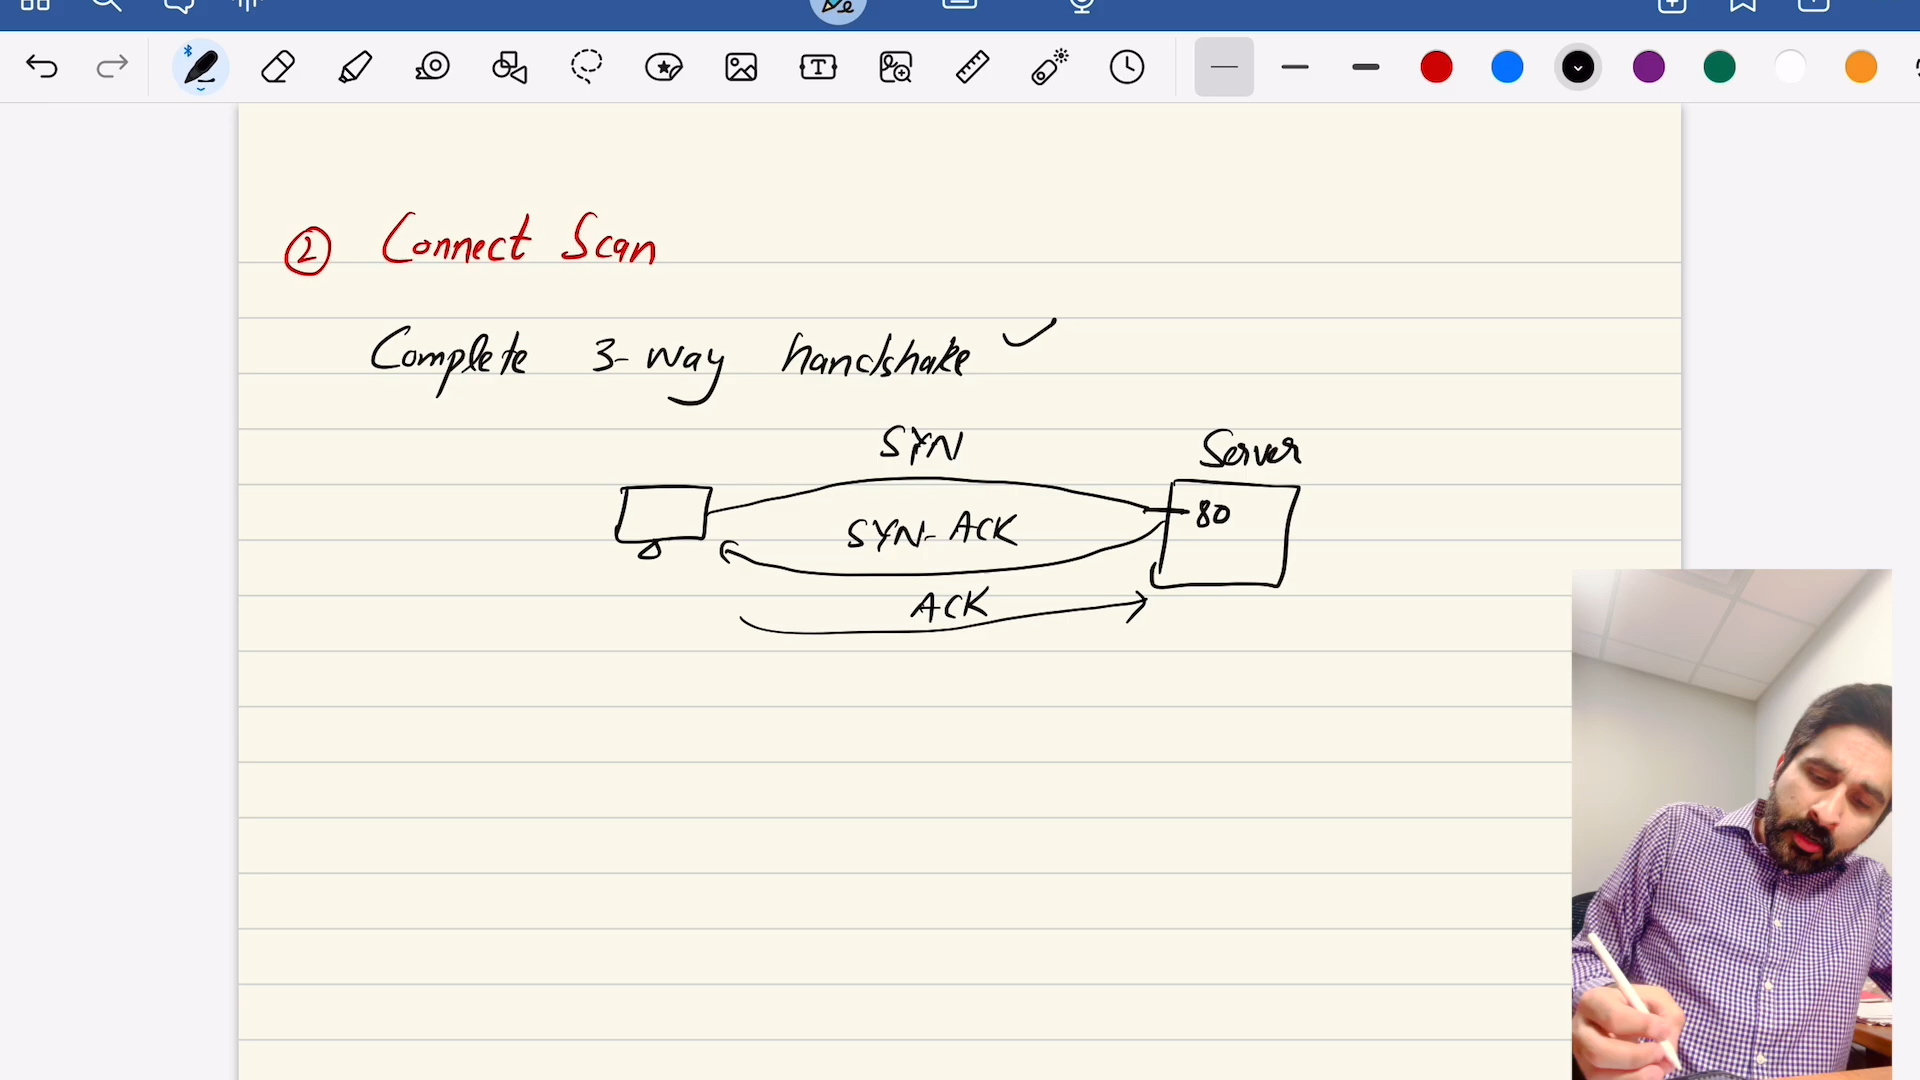 ② Connect Scan
Complete 3-way handshake ✓
SYN
Server
80
SYN-ACK
ACK